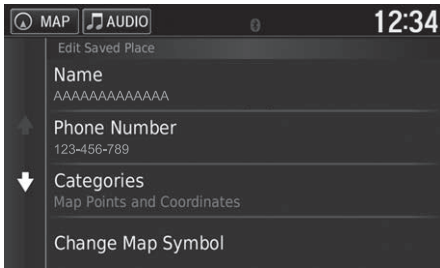 MAP AUDIO 12:34
Edit Saved Place
Name
AAAAAAAAAAAAA
Phone Number
123-456-789
Categories
Map Points and Coordinates
Change Map Symbol